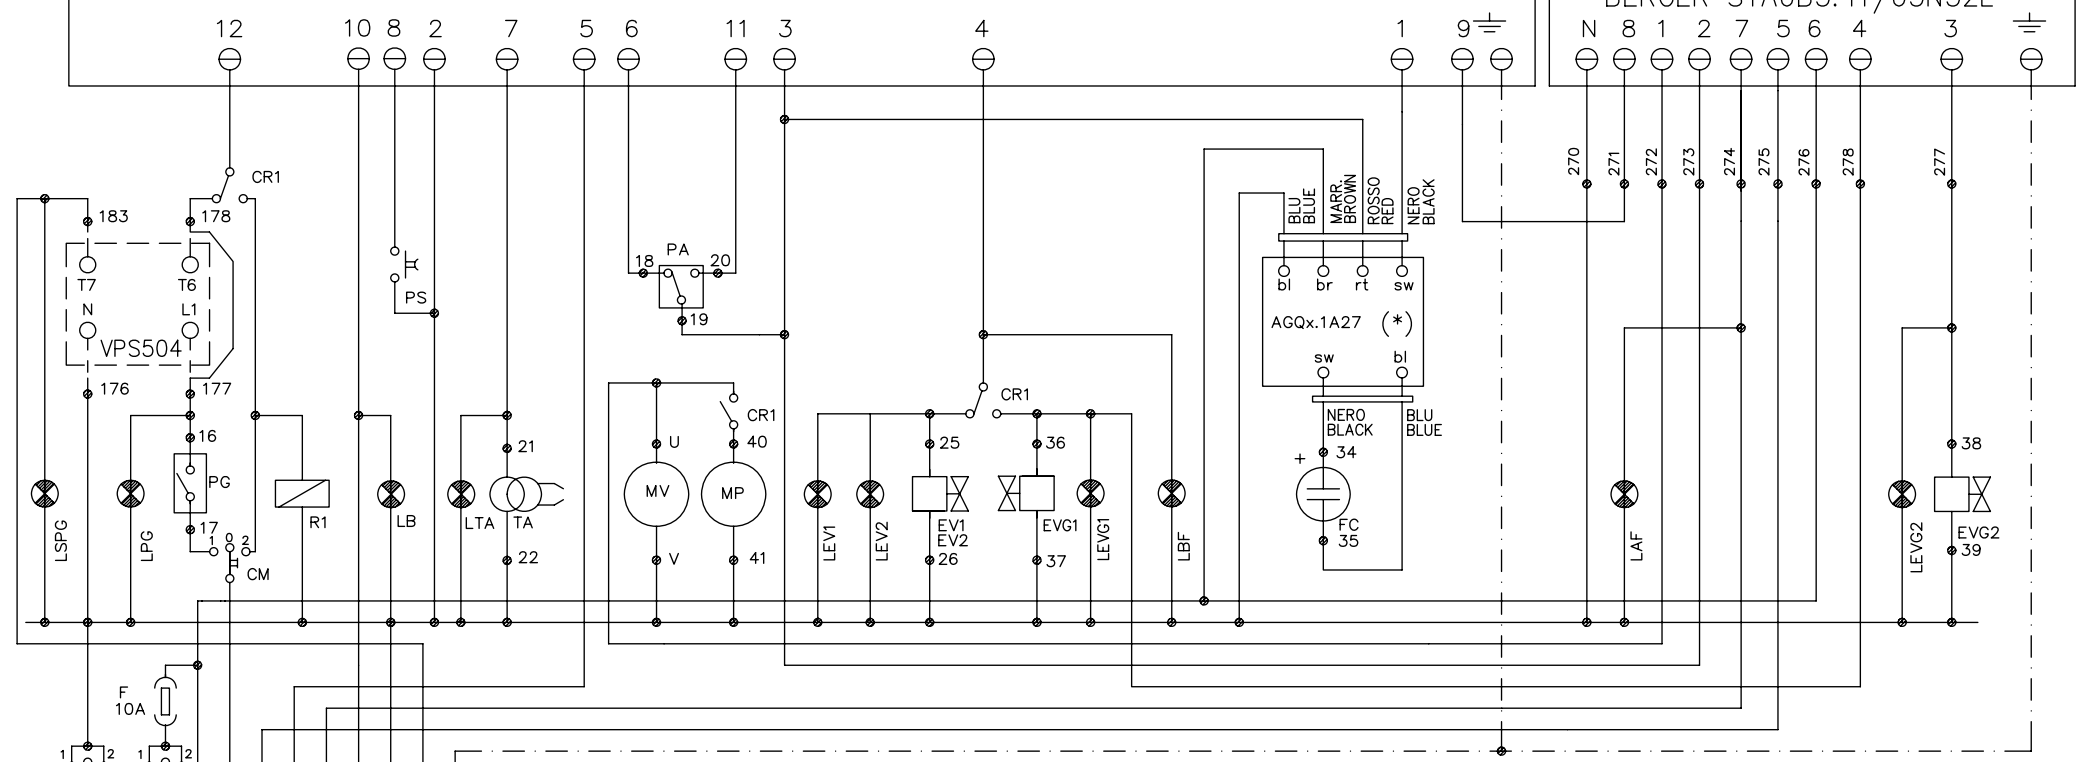 12 10 8 2 7 5 6 11 3 4 1 9 N 8 1 2 7 5 6 4 3
270 271 272 273 274 275 276 278 277
CR1
183 178
BLU
BLUE
MARR.
BROWN
ROSSO
RED
NERO
BLACK
PA
18 20
19
T7 T6
N L1
VPS504
PS
bl br rt sw
AGQx.1A27 (*)
sw bl
176 177
CR1
CR1
NERO
BLACK
BLU
BLUE
16 21 U 40 25 36 34 38
+
PG
MV MP
LSPG
LPG
17
R1
LB
LTA
TA
LEV1
LEV2
EV1
EV2
EVG1
LEVG1
LBF
FC
35
LAF
LEVG2
EVG2
39
1 0 2
CM
22 V 41 26 37
F
10A
1 2 1 2